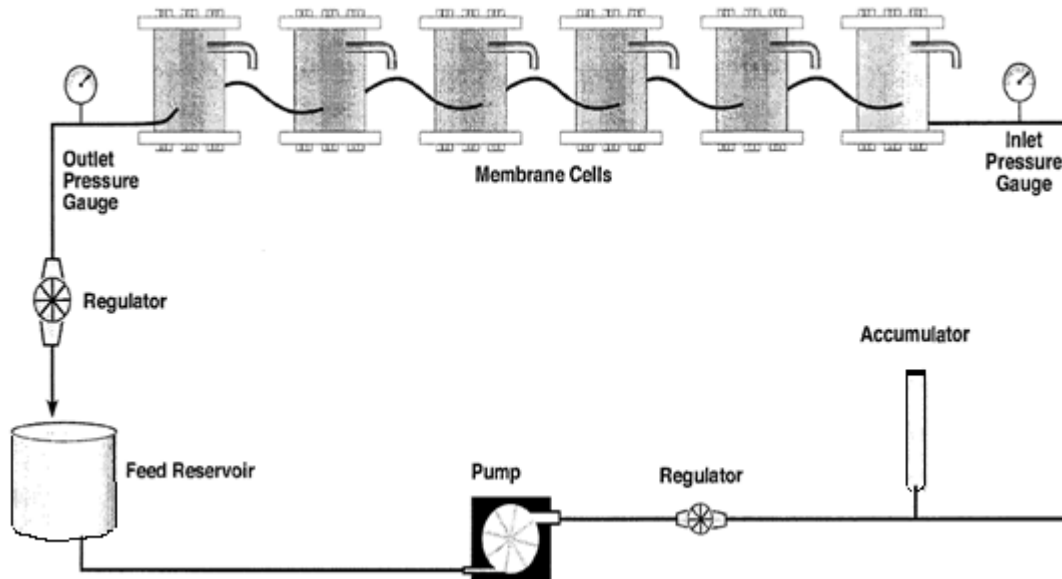 Outlet
Pressure
Gauge
Membrane Cells
Inlet
Pressure
Gauge
Regulator
Accumulator
Feed Reservoir
Pump
Regulator